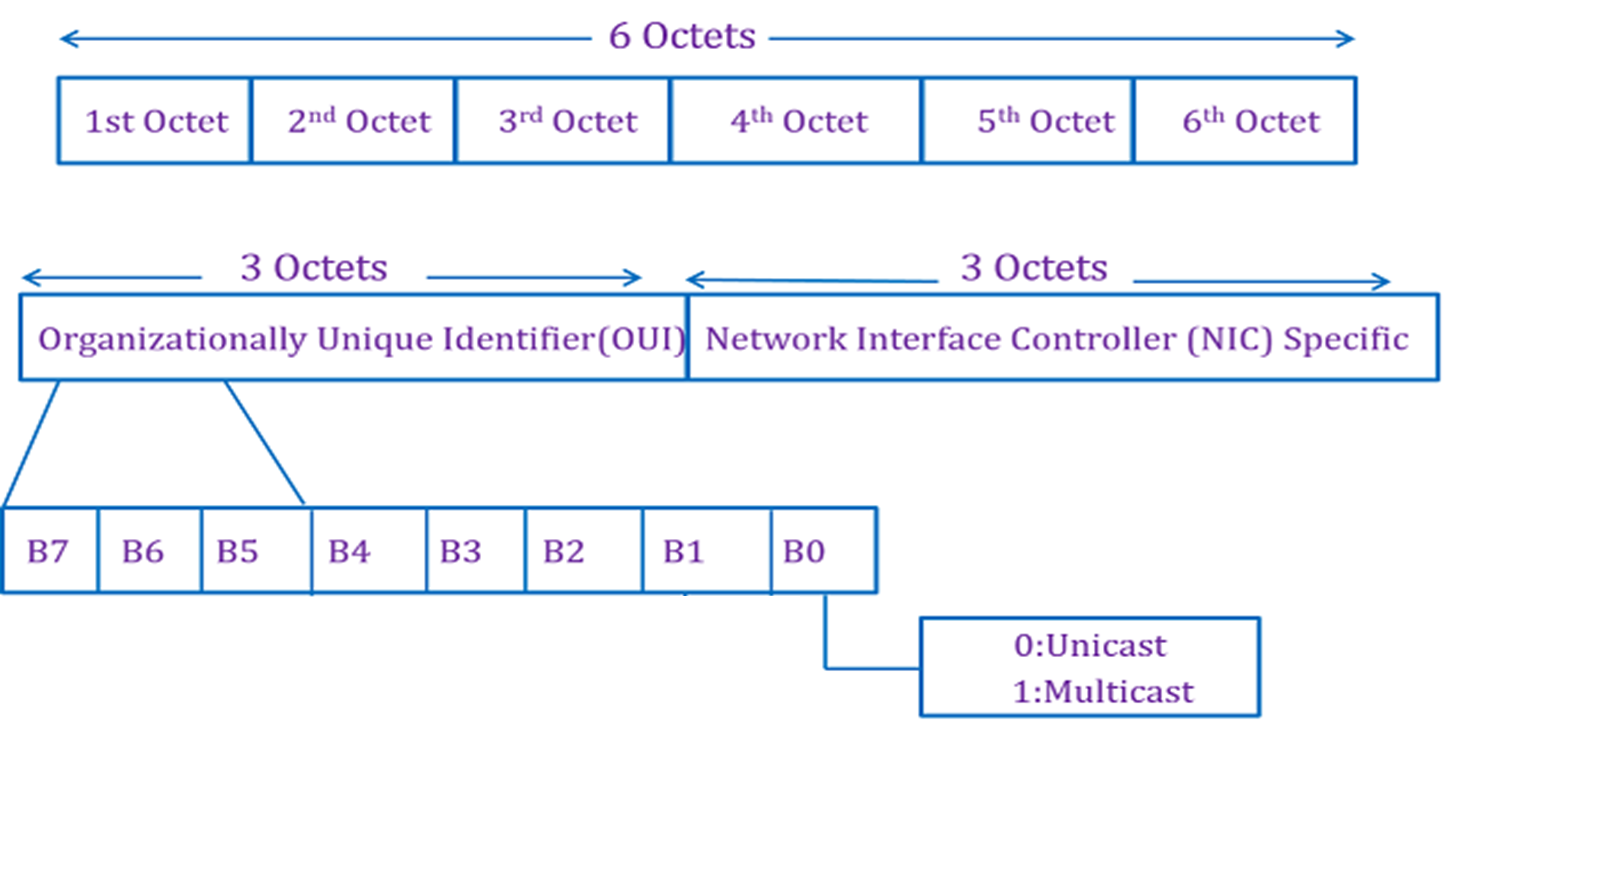 6 Octets
1st Octet 2nd Octet 3rd Octet 4th Octet 5th Octet 6th Octet
3 Octets 3 Octets
Organizationally Unique Identifier(OUI) Network Interface Controller (NIC) Specific
B7 B6 B5 B4 B3 B2 B1 B0
0:Unicast
1:Multicast